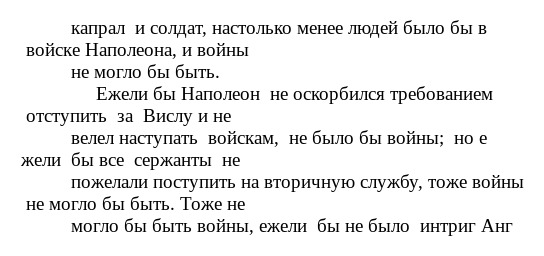 капрал и солдат, настолько менее людей было бы в
войске Наполеона, и войны
не могло бы быть.
Ежели бы Наполеон не оскорбился требованием
отступить за Вислу и не
велел наступать войскам, не было бы войны; но е
жели бы все сержанты не
пожелали поступить на вторичную службу, тоже войны
не могло бы быть. Тоже не
могло бы быть войны, ежели бы не было интриг Анг